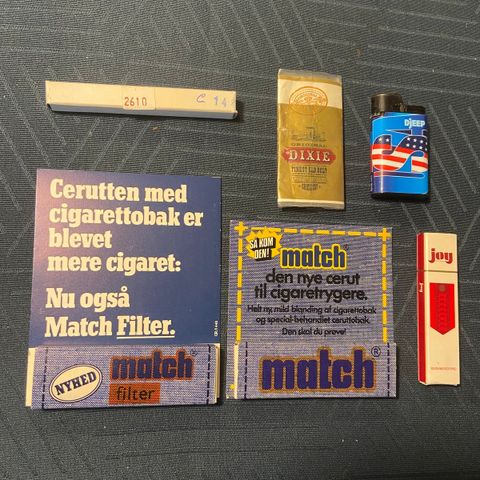 2610 C 14
ORIGINAL
DIXIE
DJEEP
Cerutten med
cigarettobak er
blevet
mere cigaret:
Nu også
Match Filter.
NYHED
match
filter
SÅ KOM
DEN!
match
den nye cerut
til cigaretrygere.
Helt ny, mild blanding af cigarettobak
og special-behandlet ceruttobak.
Den skal du prøve!
match®
joy